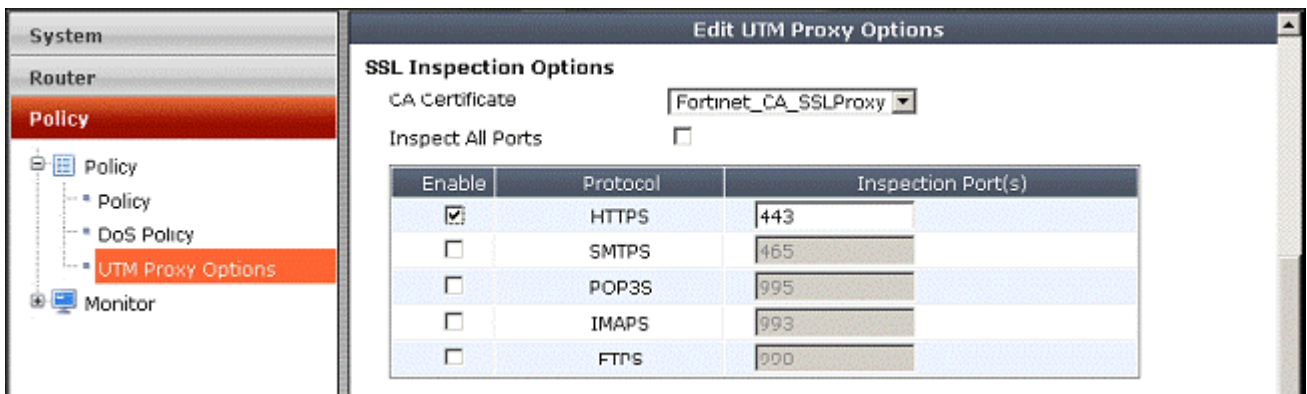 System
Router
Policy
Policy
Policy
DoS Policy
UTM Proxy Options
Monitor
Edit UTM Proxy Options
SSL Inspection Options
CA Certificate Fortinet_CA_SSLProxy
Inspect All Ports
Enable Protocol Inspection Port(s)
HTTPS 443
SMTPS 465
POP3S 995
IMAPS 993
FTPS 990